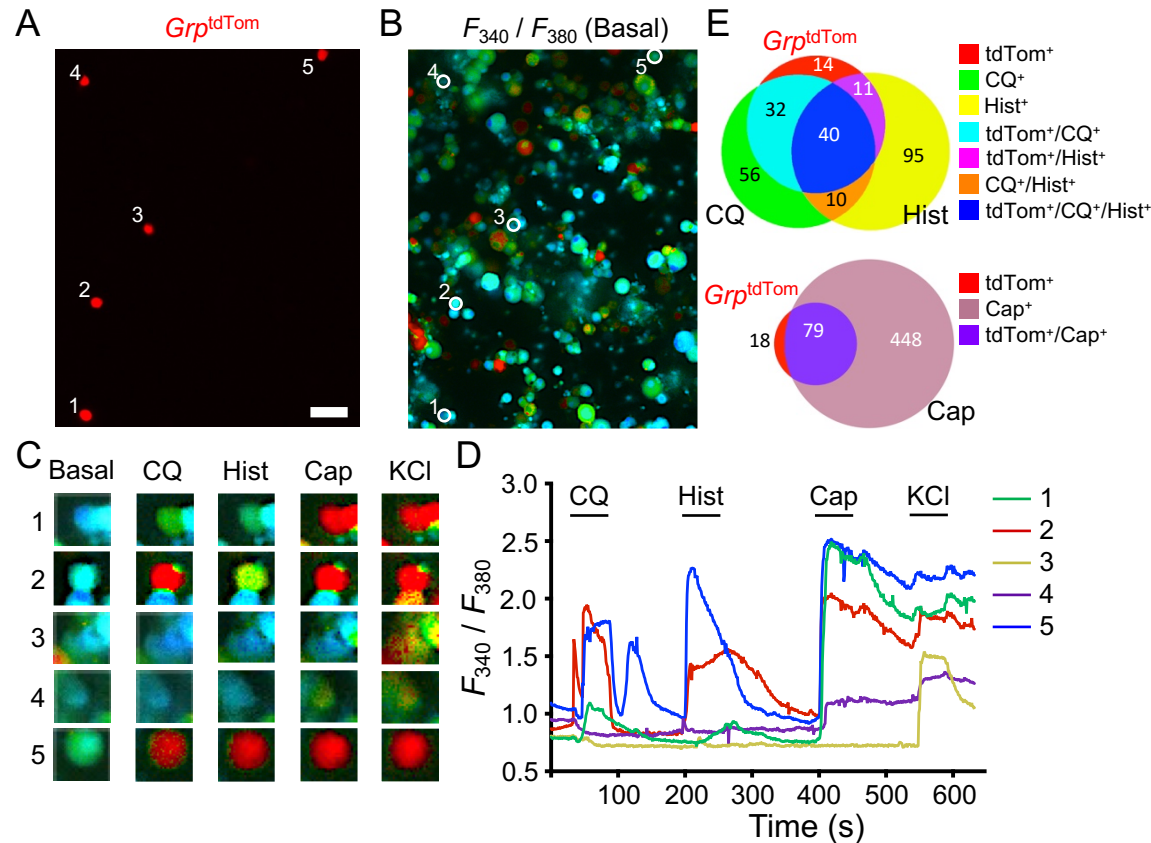 A
Grp^tdTom
4
5
3
2
1
B
F340 / F380 (Basal)
4
5
3
2
1
E
Grp^tdTom
14
11
32
40
95
56
10
CQ
Hist
tdTom⁺
CQ⁺
Hist⁺
tdTom⁺/CQ⁺
tdTom⁺/Hist⁺
CQ⁺/Hist⁺
tdTom⁺/CQ⁺/Hist⁺
Grp^tdTom
18
79
448
Cap
tdTom⁺
Cap⁺
tdTom⁺/Cap⁺
C
Basal CQ Hist Cap KCl
1
2
3
4
5
D
F340 / F380
3.0
2.5
2.0
1.5
1.0
0.5
CQ Hist Cap KCl
100 200 300 400 500 600
Time (s)
1
2
3
4
5